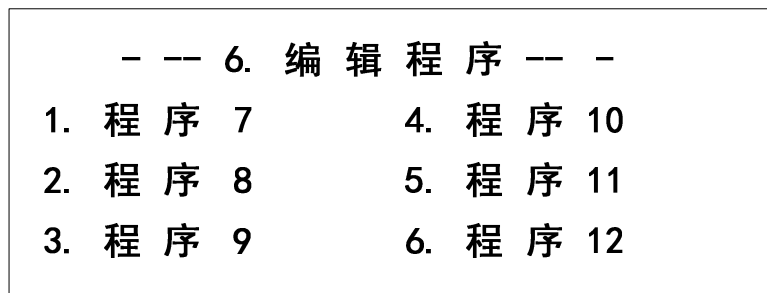 - -- 6. 编 辑 程 序 -- -
1. 程 序 7 4. 程 序 10
2. 程 序 8 5. 程 序 11
3. 程 序 9 6. 程 序 12